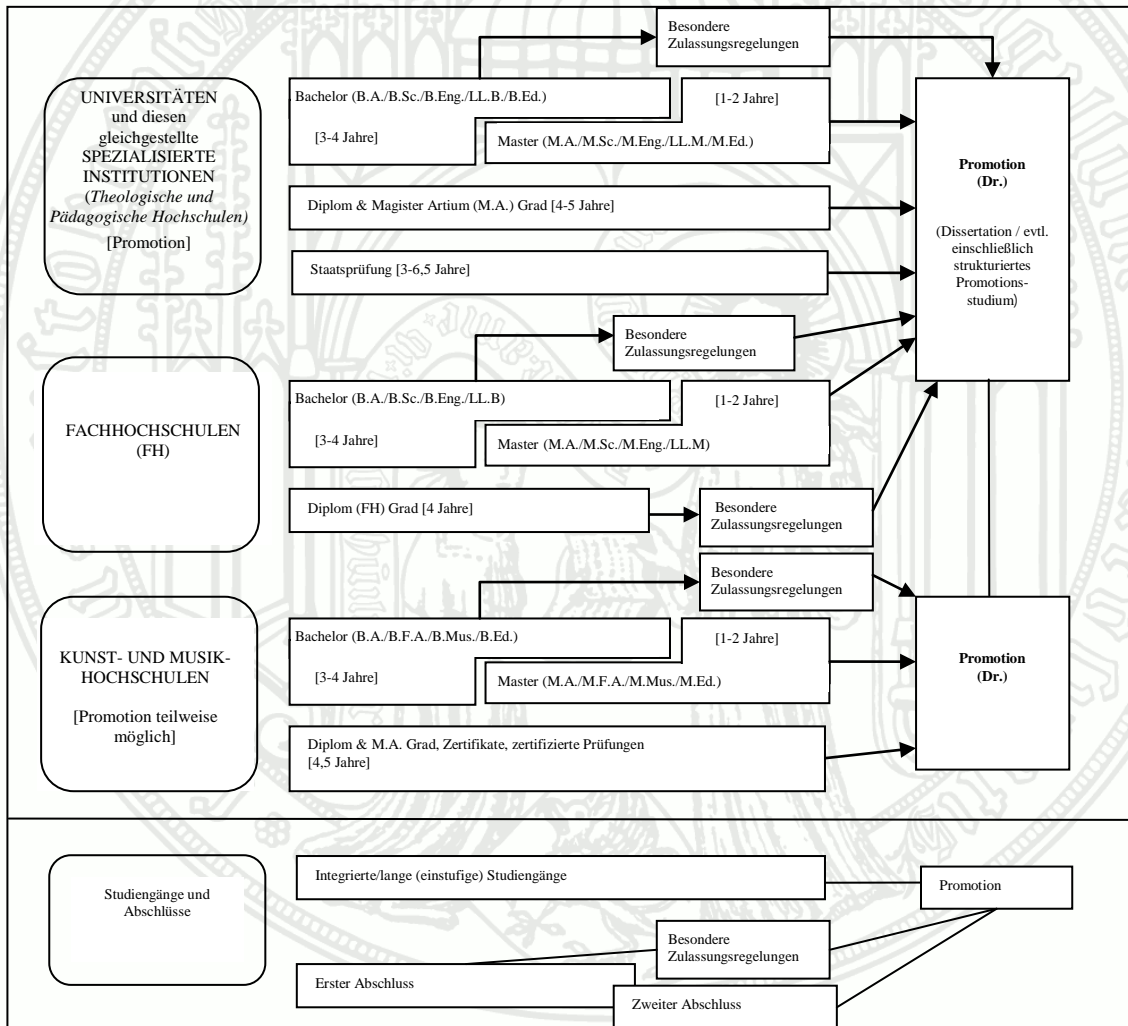 Besondere
Zulassungsregelungen
UNIVERSITÄTEN
und diesen
gleichgestellte
SPEZIALISIERTE
INSTITUTIONEN
(Theologische und
Pädagogische Hochschulen)
[Promotion]
Bachelor (B.A./B.Sc./B.Eng./LL.B./B.Ed.)
[3-4 Jahre]
[1-2 Jahre]
Master (M.A./M.Sc./M.Eng./LL.M./M.Ed.)
Diplom & Magister Artium (M.A.) Grad [4-5 Jahre]
Staatsprüfung [3-6,5 Jahre]
Promotion
(Dr.)
(Dissertation / evtl.
einschließlich
strukturiertes
Promotions-
studium)
Besondere
Zulassungsregelungen
FACHHOCHSCHULEN
(FH)
Bachelor (B.A./B.Sc./B.Eng./LL.B)
[3-4 Jahre]
[1-2 Jahre]
Master (M.A./M.Sc./M.Eng./LL.M)
Diplom (FH) Grad [4 Jahre]
Besondere
Zulassungsregelungen
Besondere
Zulassungsregelungen
KUNST- UND MUSIK-
HOCHSCHULEN
[Promotion teilweise
möglich]
Bachelor (B.A./B.F.A./B.Mus./B.Ed.)
[3-4 Jahre]
[1-2 Jahre]
Master (M.A./M.F.A./M.Mus./M.Ed.)
Diplom & M.A. Grad, Zertifikate, zertifizierte Prüfungen
[4,5 Jahre]
Promotion
(Dr.)
Studiengänge und
Abschlüsse
Integrierte/lange (einstufige) Studiengänge
Promotion
Besondere
Zulassungsregelungen
Erster Abschluss
Zweiter Abschluss